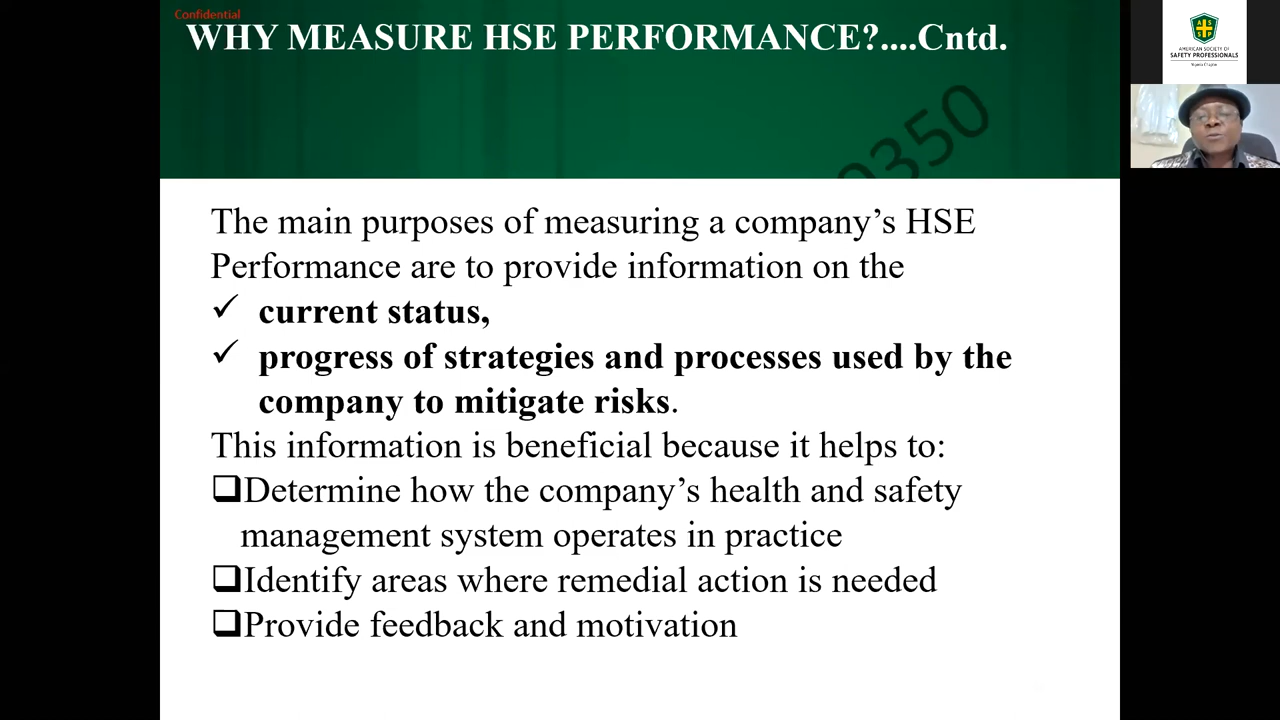 Confidential
WHY MEASURE HSE PERFORMANCE?....Cntd.
9350
The main purposes of measuring a company’s HSE
Performance are to provide information on the
✓ current status,
✓ progress of strategies and processes used by the
company to mitigate risks.
This information is beneficial because it helps to:
❑Determine how the company’s health and safety
management system operates in practice
❑Identify areas where remedial action is needed
❑Provide feedback and motivation
ASSP
AMERICAN SOCIETY OF
SAFETY PROFESSIONALS
Nigeria Chapter